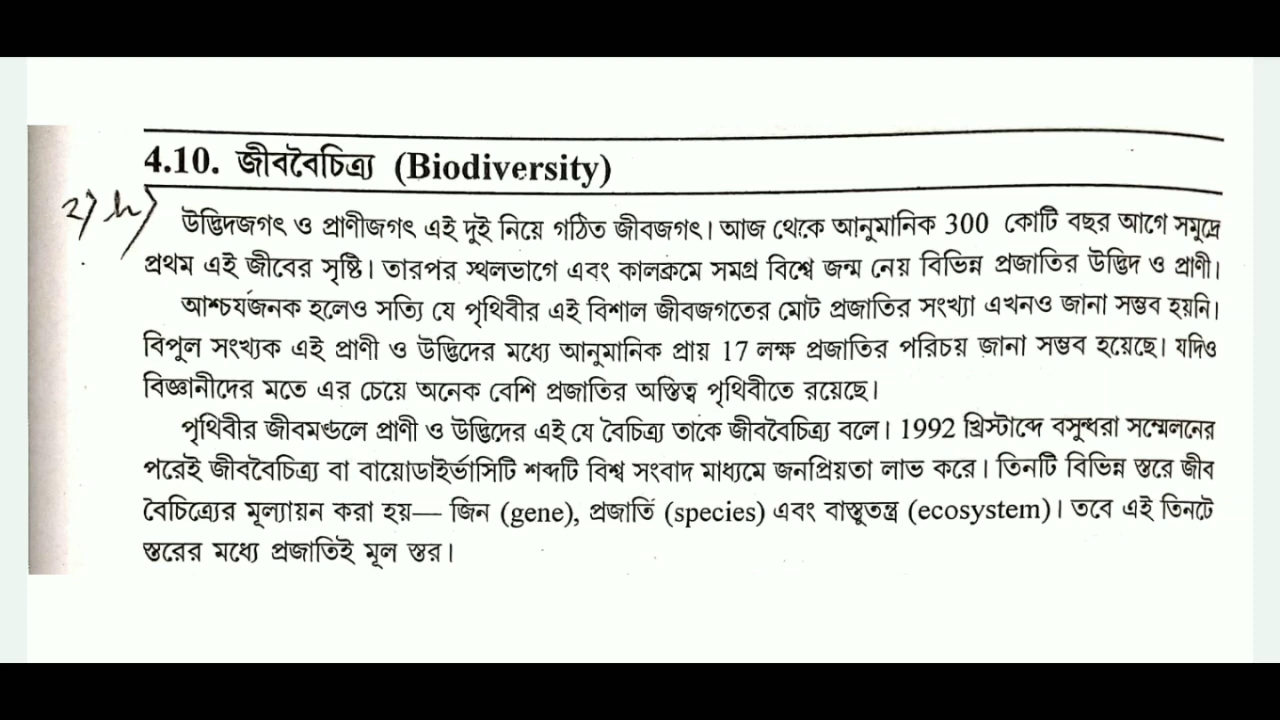 4.10. জীববৈচিত্র্য (Biodiversity)
২) h)
উদ্ভিদজগৎ ও প্রাণীজগৎ এই দুই নিয়ে গঠিত জীবজগৎ। আজ থেকে আনুমানিক 300 কোটি বছর আগে সমুদ্রে
প্রথম এই জীবের সৃষ্টি। তারপর স্থলভাগে এবং কালক্রমে সমগ্র বিশ্বে জন্ম নেয় বিভিন্ন প্রজাতির উদ্ভিদ ও প্রাণী।
আশ্চর্যজনক হলেও সত্যি যে পৃথিবীর এই বিশাল জীবজগতের মোট প্রজাতির সংখ্যা এখনও জানা সম্ভব হয়নি।
বিপুল সংখ্যক এই প্রাণী ও উদ্ভিদের মধ্যে আনুমানিক প্রায় 17 লক্ষ প্রজাতির পরিচয় জানা সম্ভব হয়েছে। যদিও
বিজ্ঞানীদের মতে এর চেয়ে অনেক বেশি প্রজাতির অস্তিত্ব পৃথিবীতে রয়েছে।
পৃথিবীর জীবমণ্ডলে প্রাণী ও উদ্ভিদের এই যে বৈচিত্র্য তাকে জীববৈচিত্র্য বলে। 1992 খ্রিস্টাব্দে বসুন্ধরা সম্মেলনের
পরেই জীববৈচিত্র্য বা বায়োডাইর্ভাসিটি শব্দটি বিশ্ব সংবাদ মাধ্যমে জনপ্রিয়তা লাভ করে। তিনটি বিভিন্ন স্তরে জীব
বৈচিত্র্যের মূল্যায়ন করা হয়— জিন (gene), প্রজাতি (species) এবং বাস্তুতন্ত্র (ecosystem)। তবে এই তিনটে
স্তরের মধ্যে প্রজাতিই মূল স্তর।